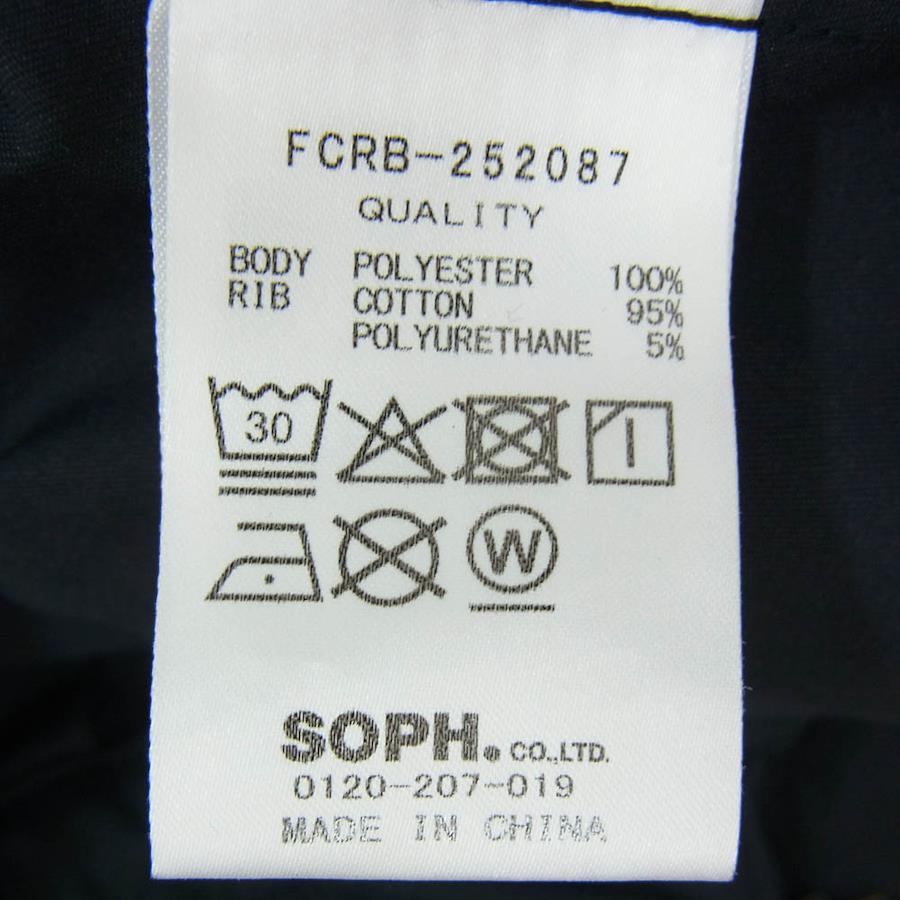 FCRB-252087
QUALITY
BODY POLYESTER 100%
RIB COTTON 95%
POLYURETHANE 5%
30
W
SOPH. CO.,LTD.
0120-207-019
MADE IN CHINA